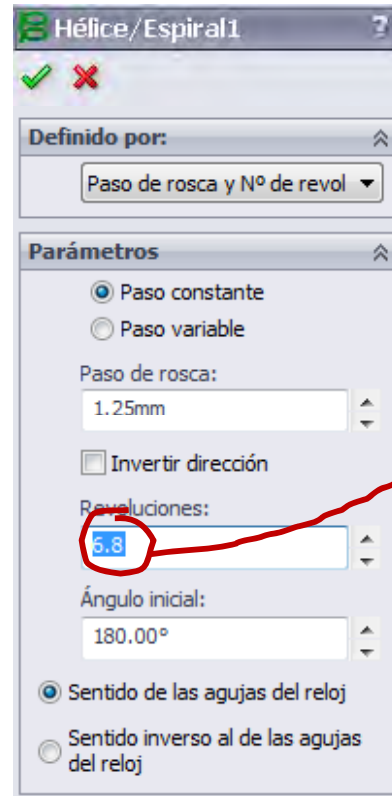 Hélice/Espiral1 ?
Definido por:
Paso de rosca y Nº de revol
Parámetros
Paso constante
Paso variable
Paso de rosca:
1.25mm
Invertir dirección
Revoluciones:
6.8
Ángulo inicial:
180.00°
Sentido de las agujas del reloj
Sentido inverso al de las agujas
del reloj